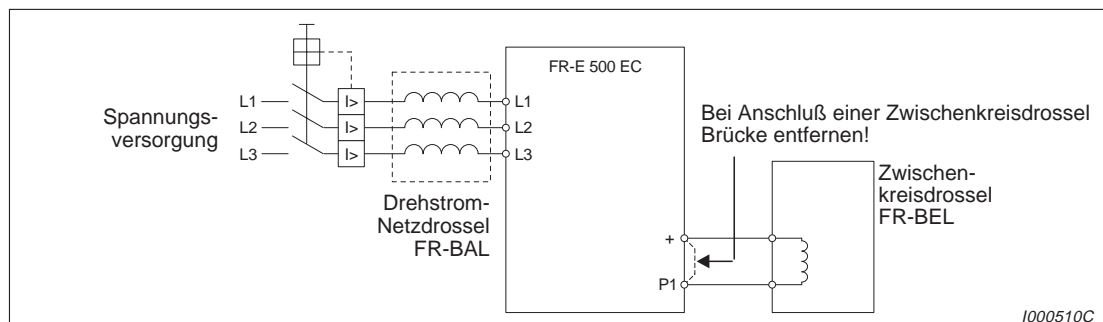 FR-E 500 EC
Spannungs-
versorgung
L1
L2
L3
I>
I>
I>
L1
L2
L3
Drehstrom-
Netzdrossel
FR-BAL
Bei Anschluß einer Zwischenkreisdrossel
Brücke entfernen!
Zwischen-
kreisdrossel
FR-BEL
+
P1
I000510C